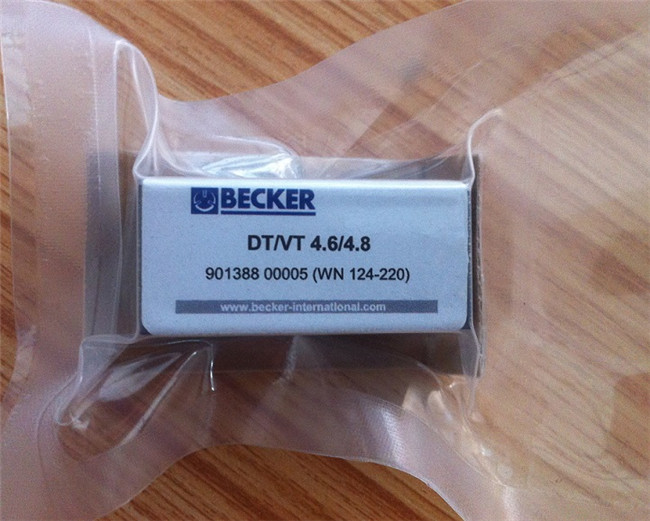 BECKER
DT/VT 4.6/4.8
901388 00005 (WN 124-220)
www.becker-international.com